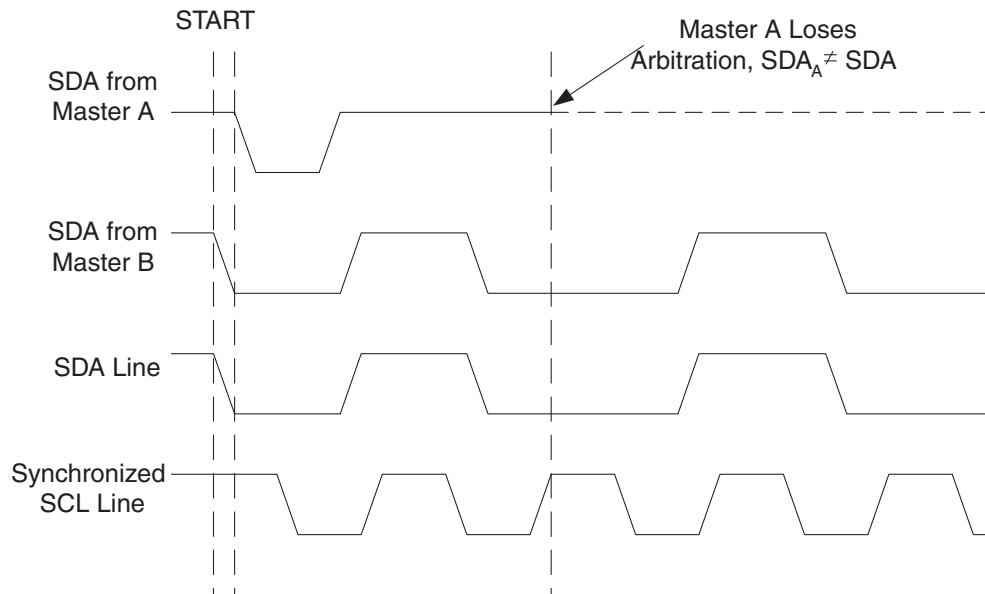 START
Master A Loses
Arbitration, SDA_A ≠ SDA
SDA from
Master A
SDA from
Master B
SDA Line
Synchronized
SCL Line